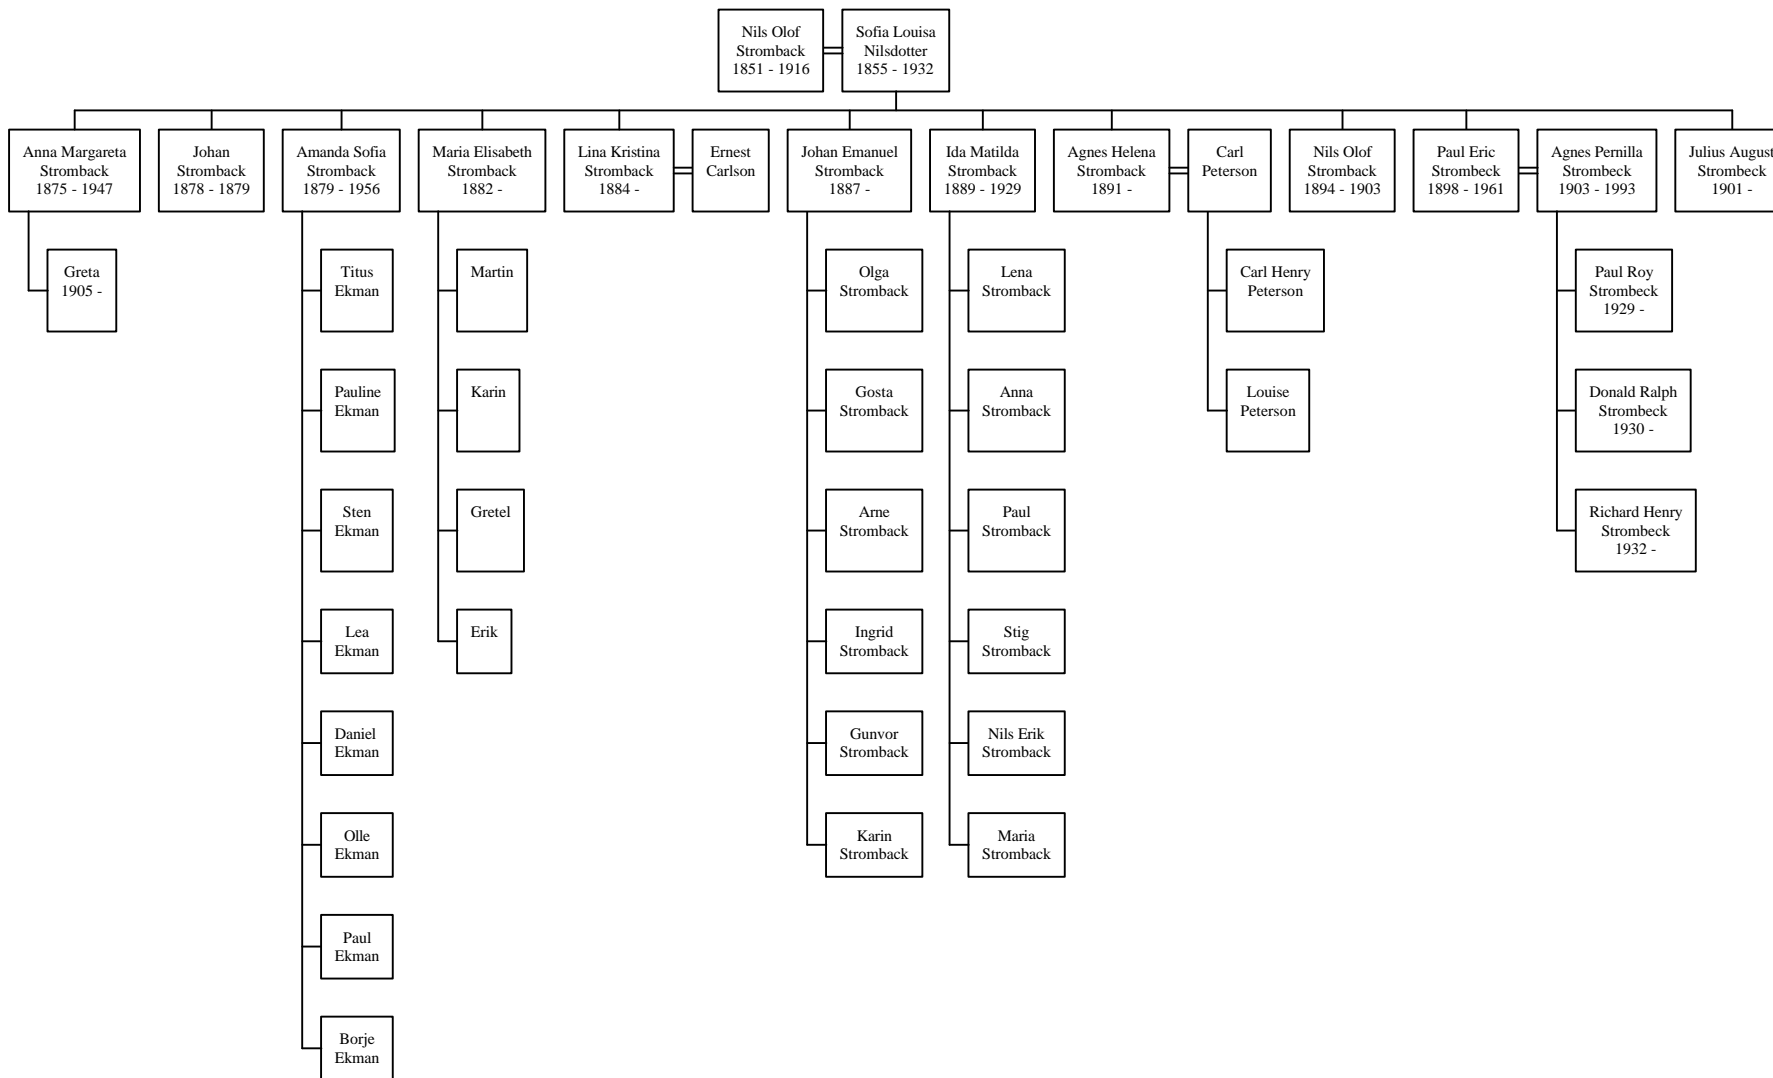 Nils Olof
Stromback
1851 - 1916
Sofia Louisa
Nilsdotter
1855 - 1932
Anna Margareta
Stromback
1875 - 1947
Johan
Stromback
1878 - 1879
Amanda Sofia
Stromback
1879 - 1956
Maria Elisabeth
Stromback
1882 -
Lina Kristina
Stromback
1884 -
Ernest
Carlson
Johan Emanuel
Stromback
1887 -
Ida Matilda
Stromback
1889 - 1929
Agnes Helena
Stromback
1891 -
Carl
Peterson
Nils Olof
Stromback
1894 - 1903
Paul Eric
Strombeck
1898 - 1961
Agnes Pernilla
Strombeck
1903 - 1993
Julius August
Strombeck
1901 -
Greta
1905 -
Titus
Ekman
Pauline
Ekman
Sten
Ekman
Lea
Ekman
Daniel
Ekman
Olle
Ekman
Paul
Ekman
Borje
Ekman
Martin
Karin
Gretel
Erik
Olga
Stromback
Gosta
Stromback
Arne
Stromback
Ingrid
Stromback
Gunvor
Stromback
Karin
Stromback
Lena
Stromback
Anna
Stromback
Paul
Stromback
Stig
Stromback
Nils Erik
Stromback
Maria
Stromback
Carl Henry
Peterson
Louise
Peterson
Paul Roy
Strombeck
1929 -
Donald Ralph
Strombeck
1930 -
Richard Henry
Strombeck
1932 -